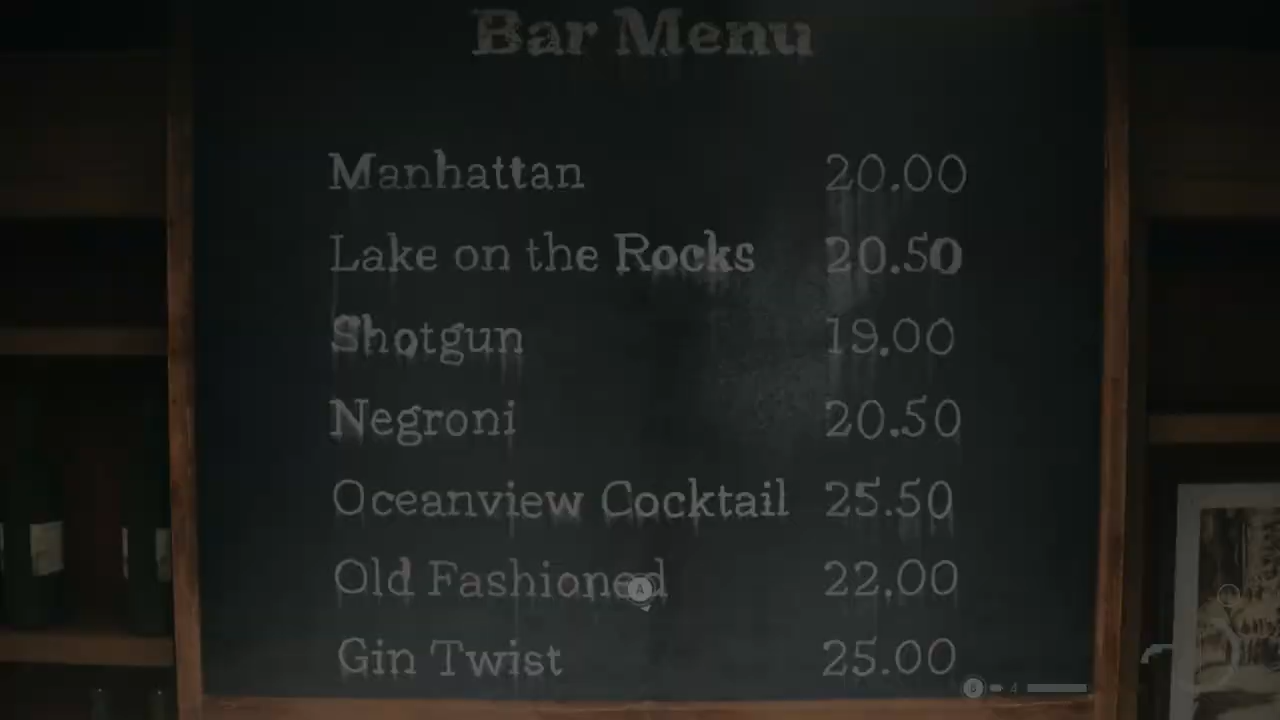 Bar Menu
Manhattan 20.00
Lake on the Rocks 20.50
Shotgun 19.00
Negroni 20.50
Oceanview Cocktail 25.50
Old Fashioned 22.00
A
Gin Twist 25.00
B 4